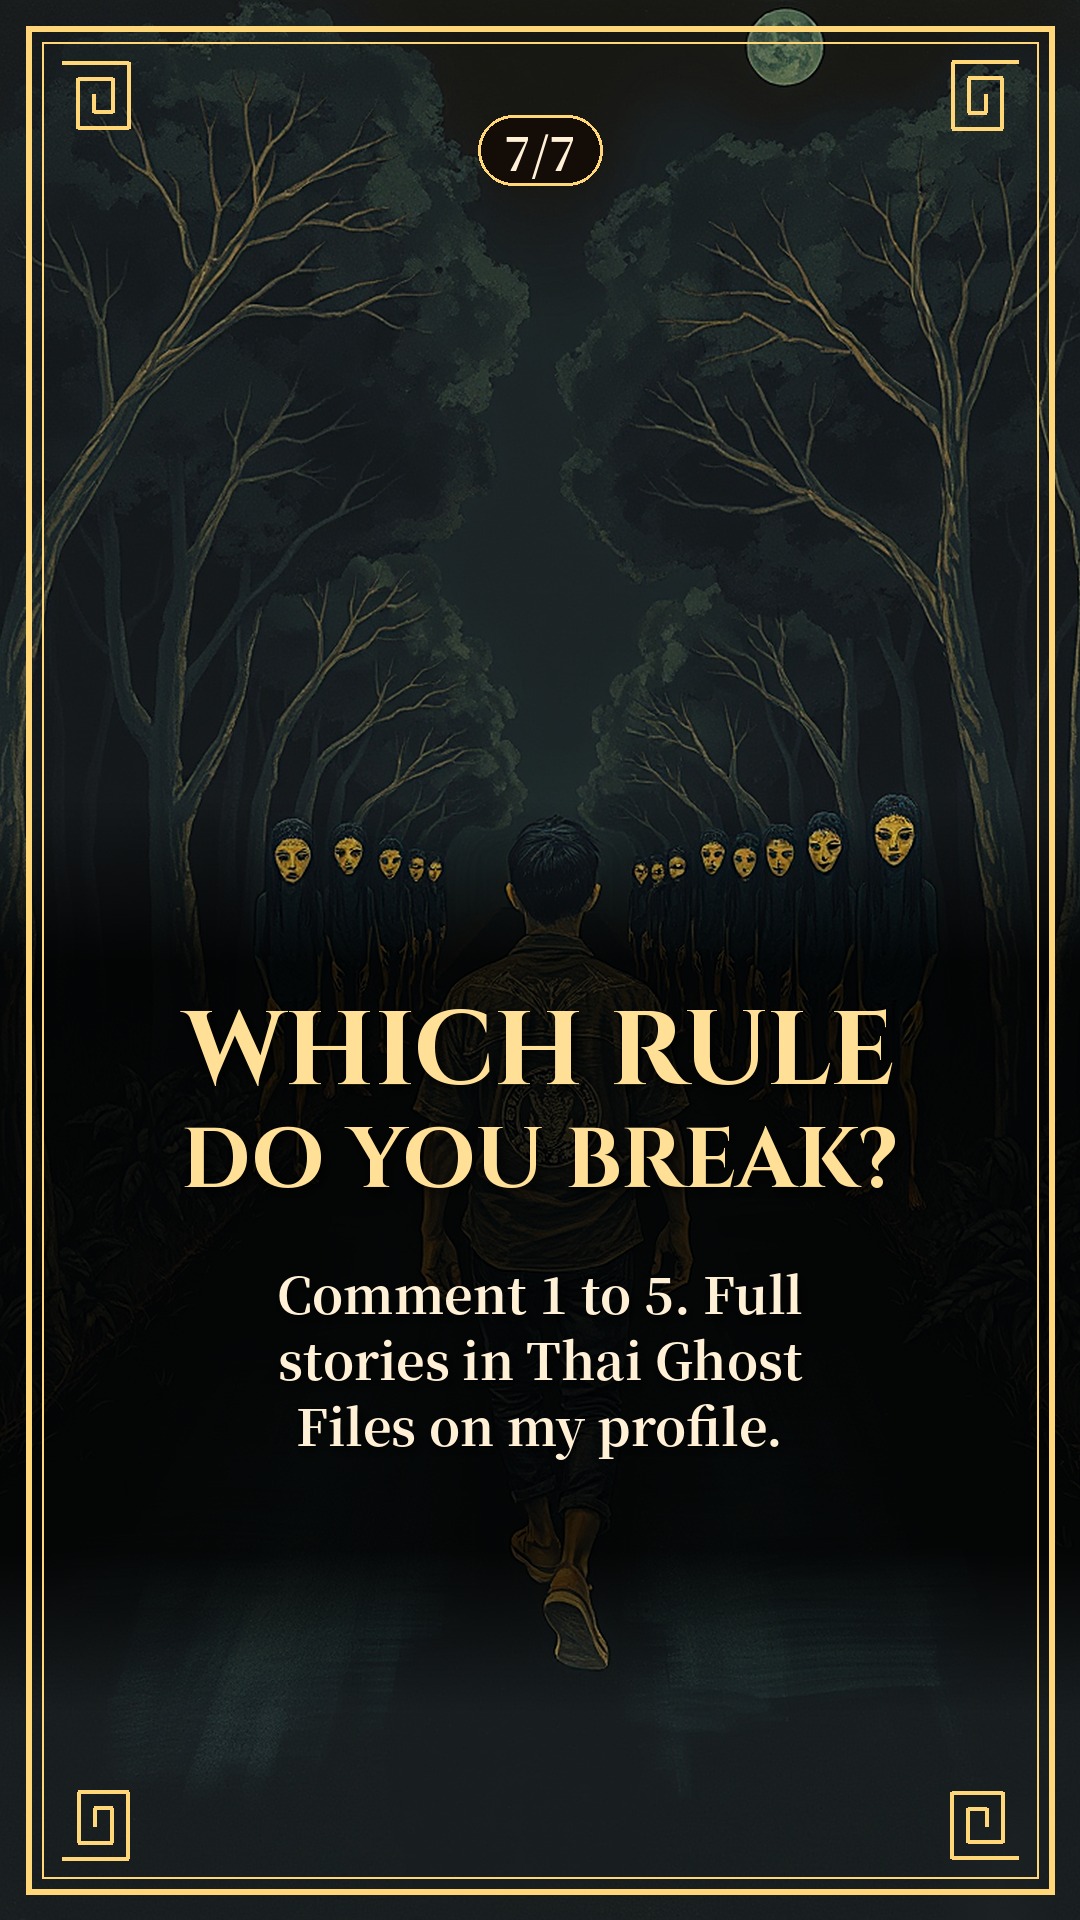 7/7
WHICH RULE
DO YOU BREAK?
Comment 1 to 5. Full
stories in Thai Ghost
Files on my profile.